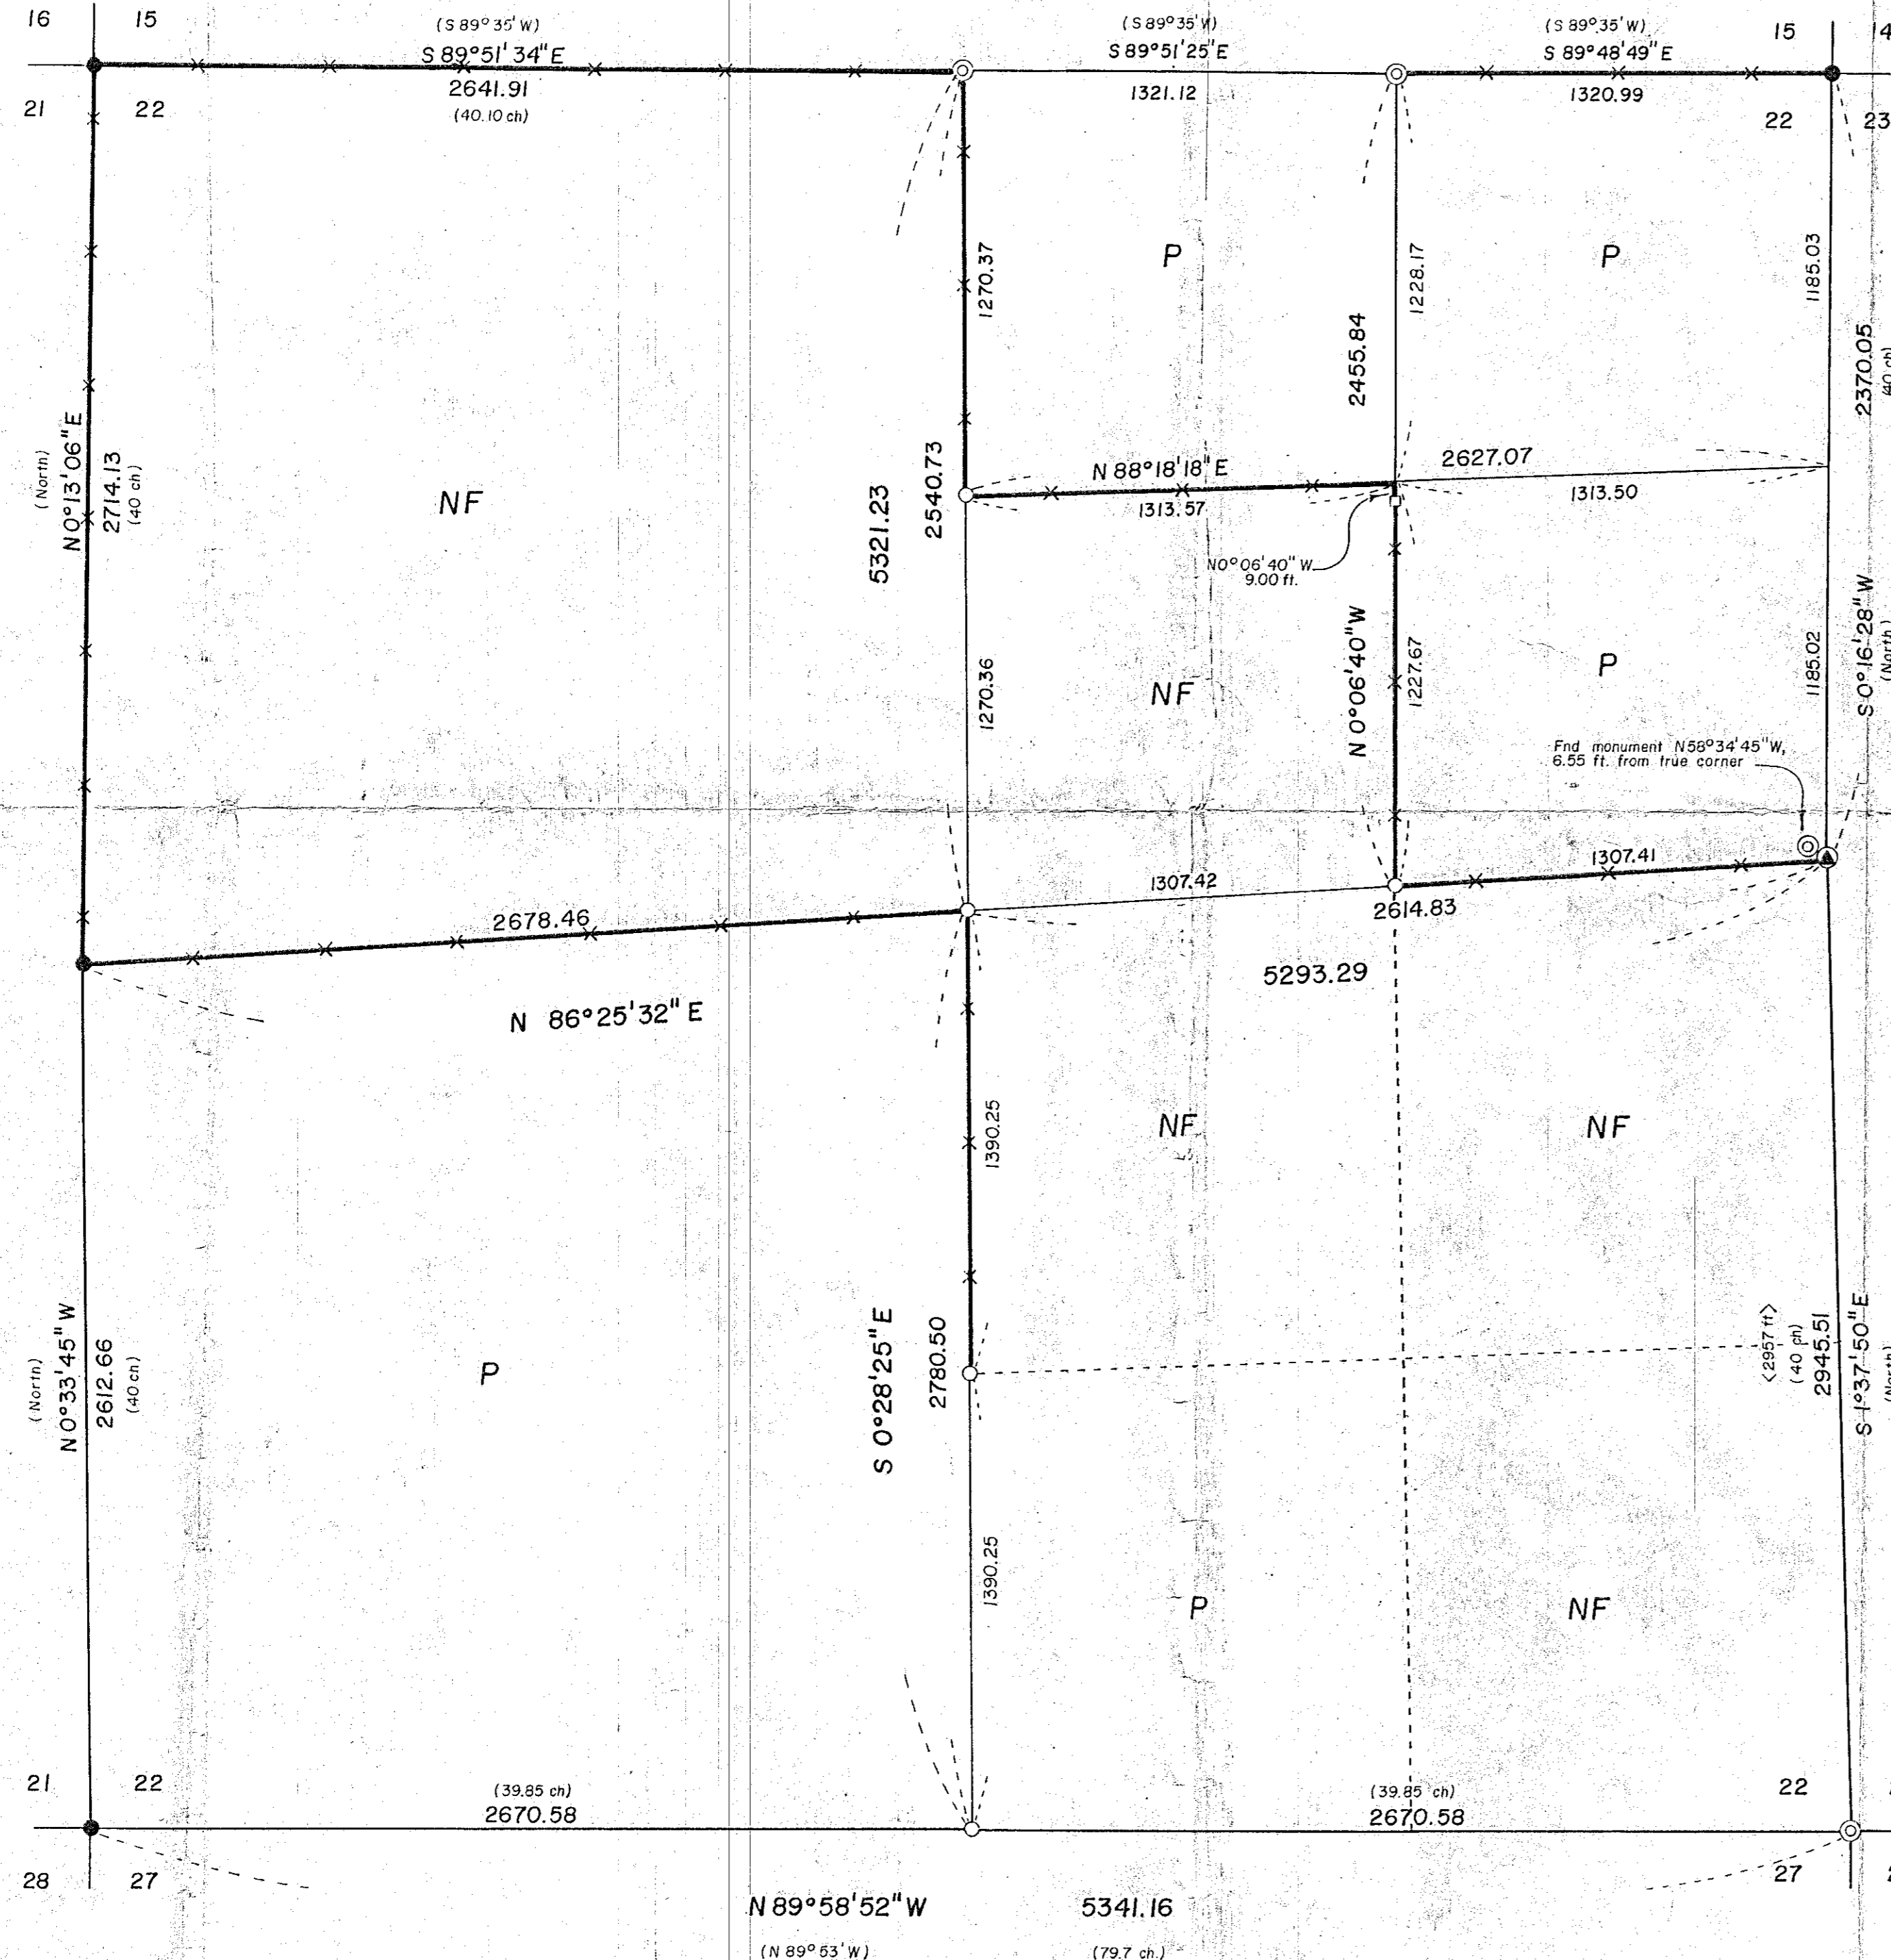 16 15
(S 89°35' W)
S 89°51'34"E
2641.91
(40.10 ch)
(S 89°35' W)
S 89°51'25"E
1321.12
(S 89°35' W)
S 89°48'49"E
1320.99
15 14
21 22
22 23
1270.37
P
1228.17
P
1185.03
2455.84
2370.05
(40 ch)
(North)
N 0°13'06" E
2714.13
(40 ch)
NF
5321.23
2540.73
N 88°18'18"E
1313.57
2627.07
1313.50
N 0°06'40" W
9.00 ft.
1270.36
NF
N 0°06'40"W
1227.67
P
1185.02
S 0°16'28" W
(North)
Fnd monument N58°34'45"W,
6.55 ft. from true corner
1307.42
1307.41
2614.83
2678.46
5293.29
N 86°25'32" E
1390.25
NF
NF
(North)
N 0°33'45" W
2612.66
(40 ch)
P
S 0°28'25" E
2780.50
<2957 ft>
(40 ch)
2945.51
S 1°37'50" E
(North)
1390.25
P
NF
21 22
(39.85 ch)
2670.58
(39.85 ch)
2670.58
22
28 27
27
N 89°58'52" W 5341.16
(N 89°53' W) (79.7 ch.)